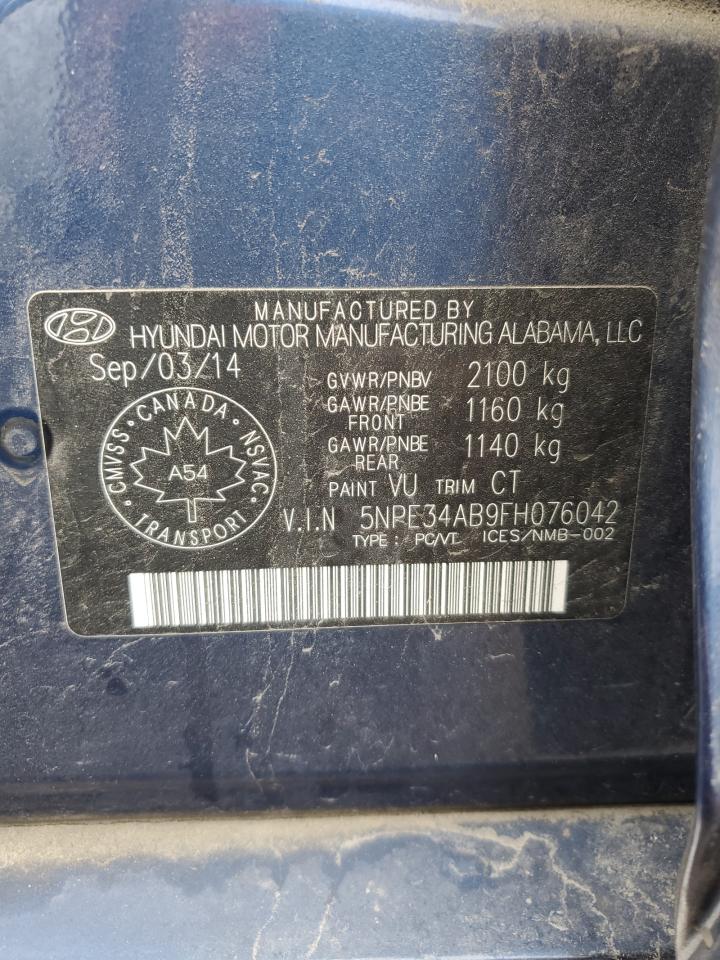 MANUFACTURED BY
HYUNDAI MOTOR MANUFACTURING ALABAMA, LLC
Sep/03/14
GVWR/PNBV 2100 kg
GAWR/PNBE FRONT 1160 kg
GAWR/PNBE REAR 1140 kg
PAINT VU TRIM CT
CMVSS • CANADA • NSVAC • TRANSPORT •
A54
V.I.N 5NPE34AB9FH076042
TYPE : PC/VT ICES/NMB-002